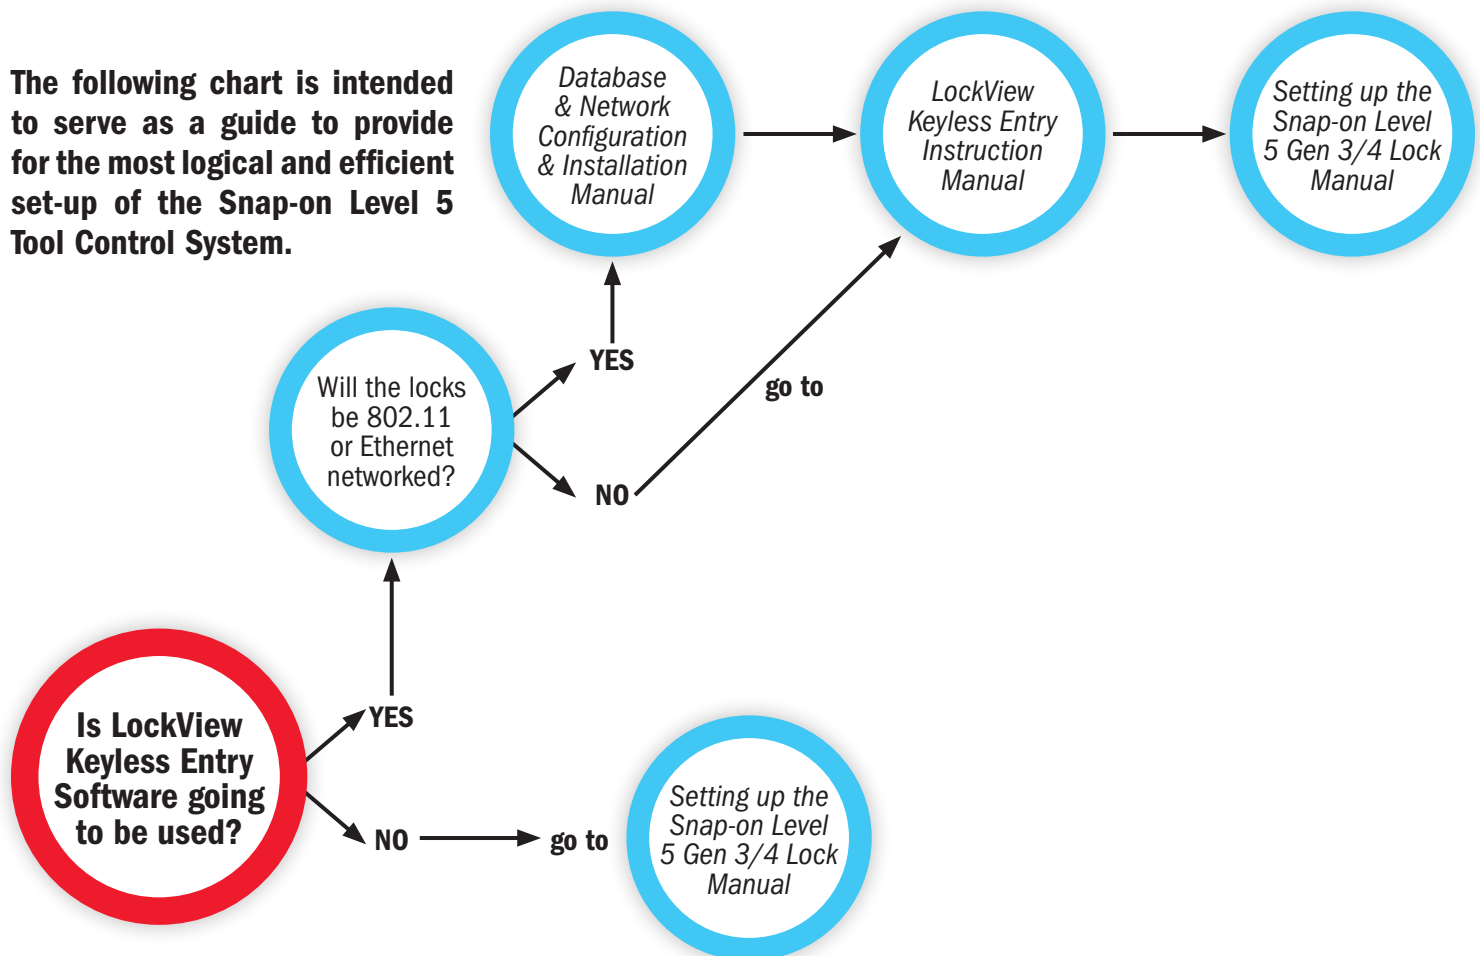 The following chart is intended
to serve as a guide to provide
for the most logical and efficient
set-up of the Snap-on Level 5
Tool Control System.
Database
& Network
Configuration
& Installation
Manual
LockView
Keyless Entry
Instruction
Manual
Setting up the
Snap-on Level
5 Gen 3/4 Lock
Manual
Will the locks
be 802.11
or Ethernet
networked?
YES
NO
go to
Is LockView
Keyless Entry
Software going
to be used?
YES
NO
go to
Setting up the
Snap-on Level
5 Gen 3/4 Lock
Manual